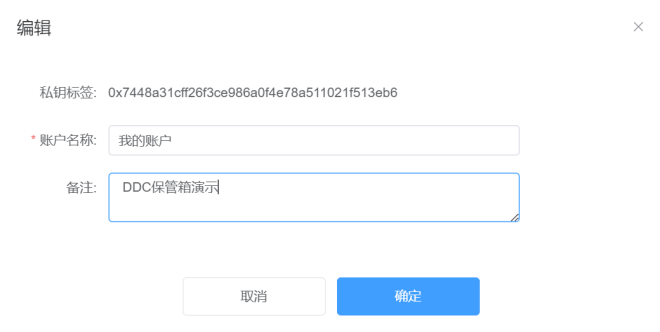 编辑
私钥标签: 0x7448a31cff26f3ce986a0f4e78a511021f513eb6
* 账户名称: 我的账户
备注: DDC保管箱演示
取消 确定